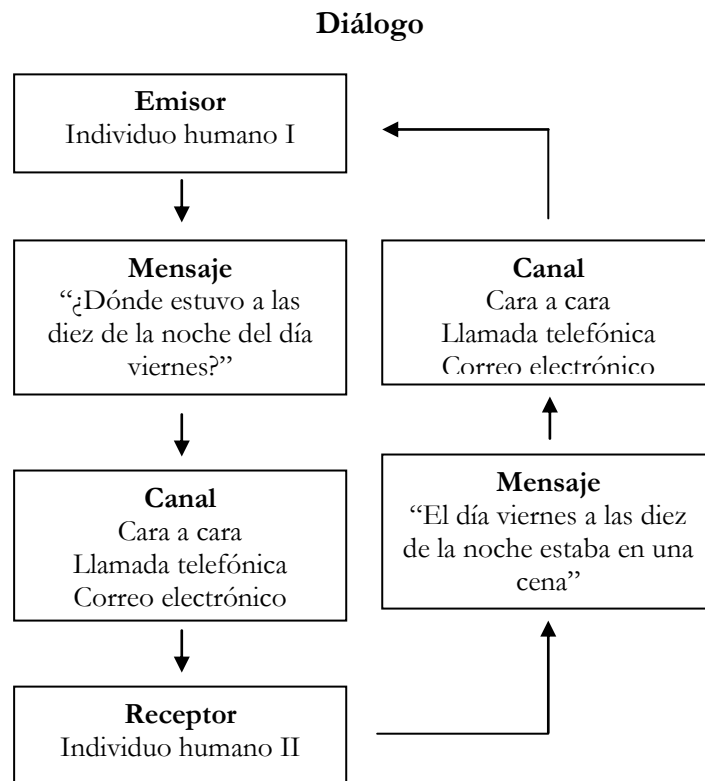 Diálogo
Emisor
Individuo humano I
Mensaje
“¿Dónde estuvo a las
diez de la noche del día
viernes?”
Canal
Cara a cara
Llamada telefónica
Correo electrónico
Receptor
Individuo humano II
Mensaje
“El día viernes a las diez
de la noche estaba en una
cena”
Canal
Cara a cara
Llamada telefónica
Correo electrónico